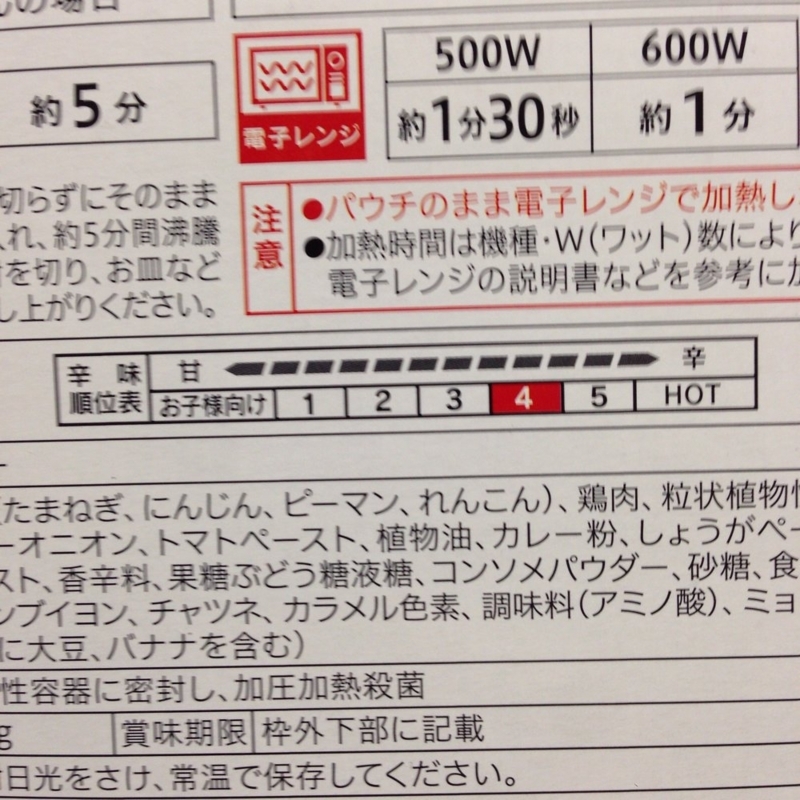 の場合
500W 600W
約5分
電子レンジ
約1分30秒 約1分
切らずにそのまま
れ、約5分間沸騰
を切り、お皿など
し上がりください。
注意
●パウチのまま電子レンジで加熱し
●加熱時間は機種・W(ワット)数により
電子レンジの説明書などを参考に加
辛味順位表
甘 辛
お子様向け 1 2 3 4 5 HOT
(たまねぎ、にんじん、ピーマン、れんこん)、鶏肉、粒状植物性
ーオニオン、トマトペースト、植物油、カレー粉、しょうがペー
スト、香辛料、果糖ぶどう糖液糖、コンソメパウダー、砂糖、食
ンブイヨン、チャツネ、カラメル色素、調味料(アミノ酸)、ミョ
に大豆、バナナを含む)
性容器に密封し、加圧加熱殺菌
g 賞味期限 枠外下部に記載
日光をさけ、常温で保存してください。